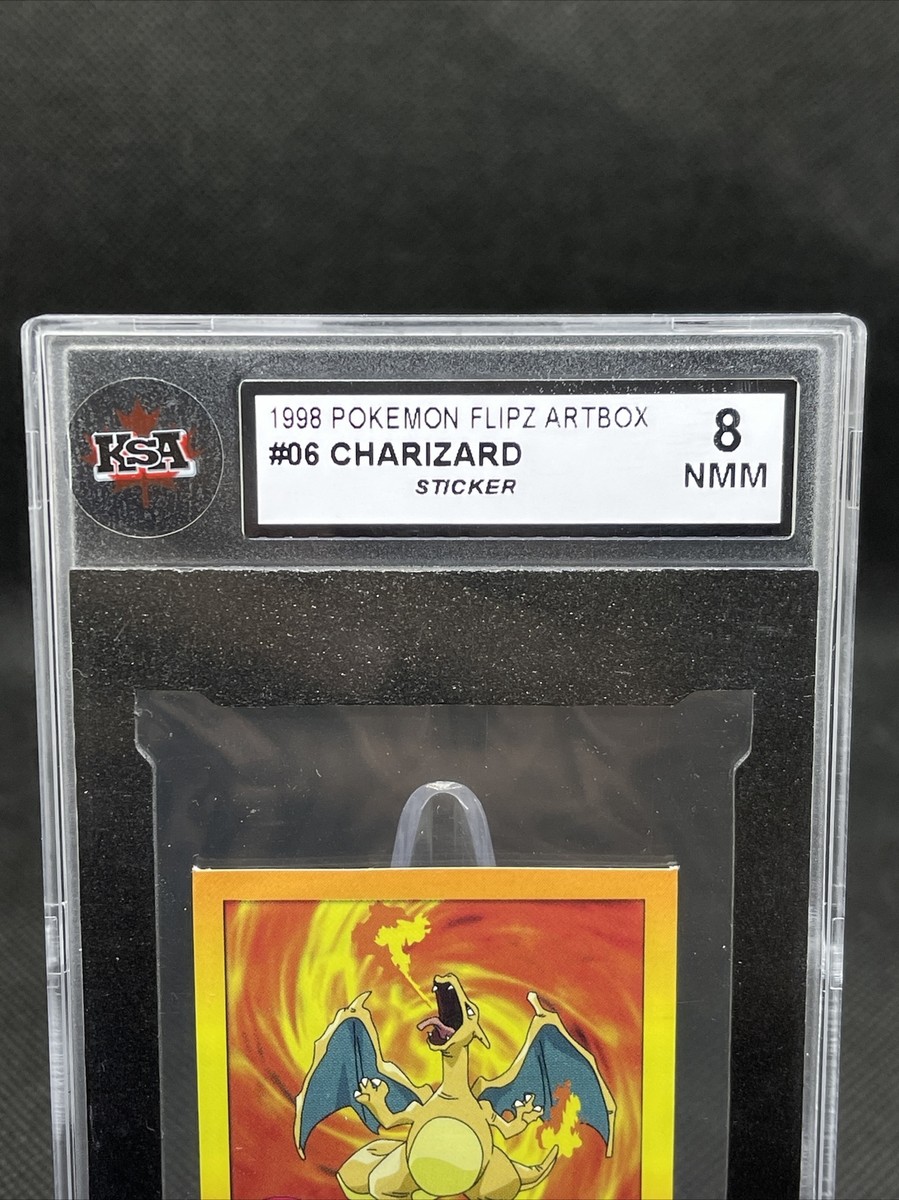 KSA
1998 POKEMON FLIPZ ARTBOX
#06 CHARIZARD
STICKER
8
NMM